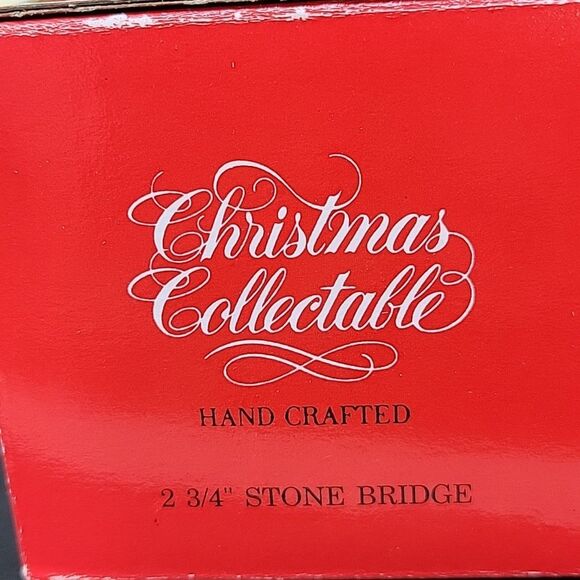 Christmas
Collectable
HAND CRAFTED
2 3/4" STONE BRIDGE